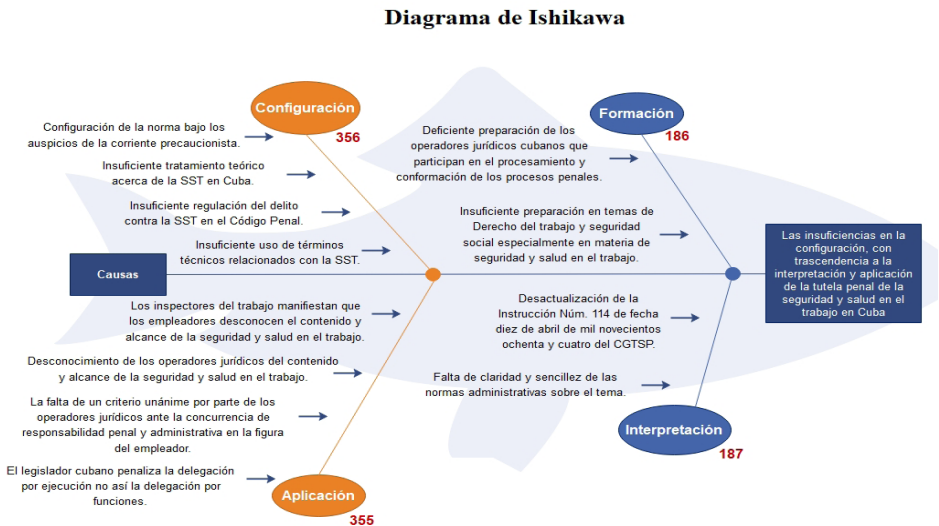 Diagrama de Ishikawa
Configuración
356
Configuración de la norma bajo los
auspicios de la corriente precaucionista.
Insuficiente tratamiento teórico
acerca de la SST en Cuba.
Insuficiente regulación del delito
contra la SST en el Código Penal.
Insuficiente uso de términos
técnicos relacionados con la SST.
Formación
186
Deficiente preparación de los
operadores jurídicos cubanos que
participan en el procesamiento y
conformación de los procesos penales.
Insuficiente preparación en temas de
Derecho del trabajo y seguridad
social especialmente en materia de
seguridad y salud en el trabajo.
Causas
Las insuficiencias en la
configuración, con
trascendencia a la
interpretación y aplicación
de la tutela penal de la
seguridad y salud en el
trabajo en Cuba
Los inspectores del trabajo manifiestan que
los empleadores desconocen el contenido y
alcance de la seguridad y salud en el trabajo.
Desconocimiento de los operadores jurídicos del contenido
y alcance de la seguridad y salud en el trabajo.
La falta de un criterio unánime por parte de los
operadores jurídicos ante la concurrencia de
responsabilidad penal y administrativa en la figura
del empleador.
El legislador cubano penaliza la delegación
por ejecución no así la delegación por
funciones.
Aplicación
355
Desactualización de la
Instrucción Núm. 114 de fecha
diez de abril de mil novecientos
ochenta y cuatro del CGTSP.
Falta de claridad y sencillez de las
normas administrativas sobre el tema.
Interpretación
187